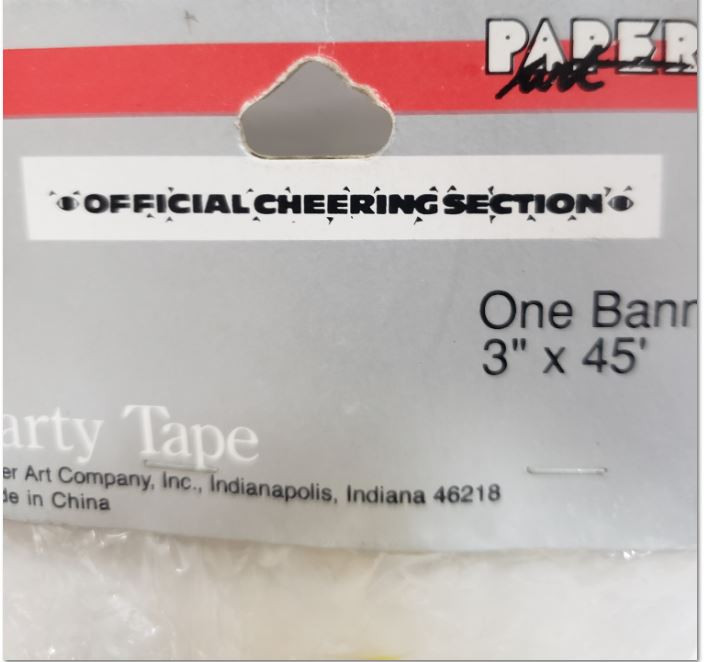 PAPER
art
OFFICIAL CHEERING SECTION
One Bann
3" x 45'
arty Tape
er Art Company, Inc., Indianapolis, Indiana 46218
de in China